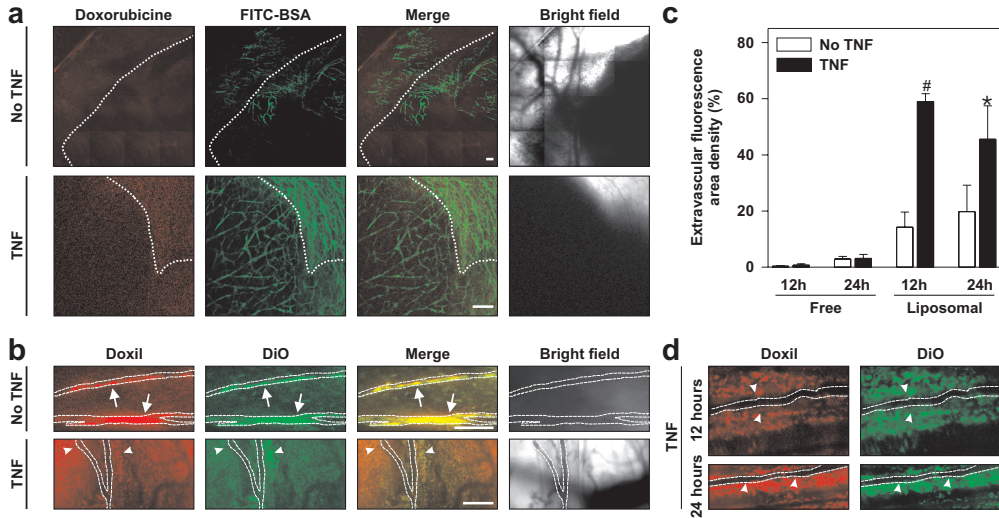 a
Doxorubicine FITC-BSA Merge Bright field
No TNF
TNF
b
Doxil DiO Merge Bright field
No TNF
TNF
c
Extravascular fluorescence
area density (%)
80
60
40
20
0
No TNF
TNF
#
*
12h 24h 12h 24h
Free Liposomal
d
Doxil DiO
TNF
12 hours
24 hours